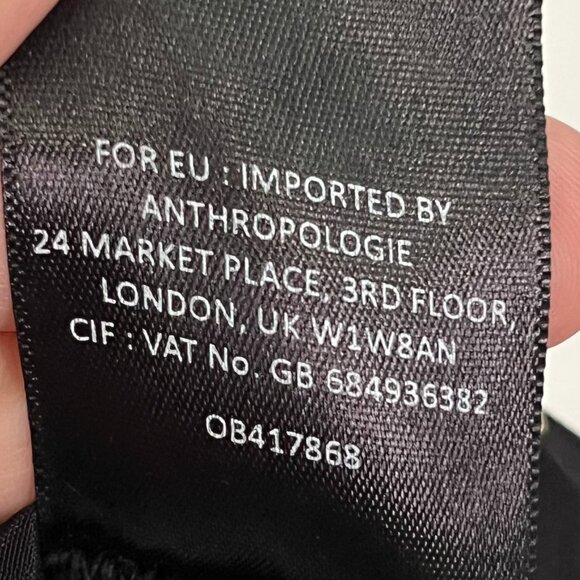 FOR EU : IMPORTED BY
ANTHROPOLOGIE
24 MARKET PLACE, 3RD FLOOR,
LONDON, UK W1W8AN
CIF : VAT No. GB 684936382
OB417868